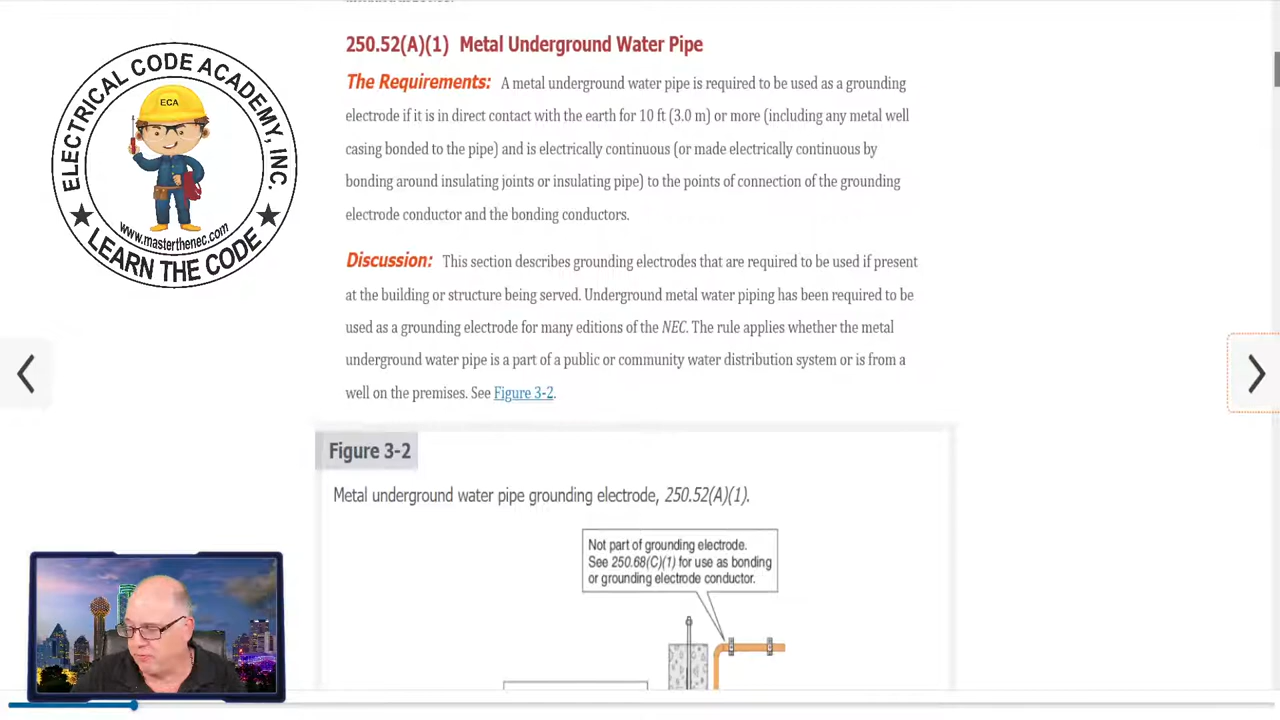 250.52(A)(1) Metal Underground Water Pipe
The Requirements: A metal underground water pipe is required to be used as a grounding
electrode if it is in direct contact with the earth for 10 ft (3.0 m) or more (including any metal well
casing bonded to the pipe) and is electrically continuous (or made electrically continuous by
bonding around insulating joints or insulating pipe) to the points of connection of the grounding
electrode conductor and the bonding conductors.
Discussion: This section describes grounding electrodes that are required to be used if present
at the building or structure being served. Underground metal water piping has been required to be
used as a grounding electrode for many editions of the NEC. The rule applies whether the metal
underground water pipe is a part of a public or community water distribution system or is from a
well on the premises. See Figure 3-2.
Figure 3-2
Metal underground water pipe grounding electrode, 250.52(A)(1).
Not part of grounding electrode.
See 250.68(C)(1) for use as bonding
or grounding electrode conductor.
ELECTRICAL CODE ACADEMY, INC.
ECA
www.masterthenec.com
LEARN THE CODE